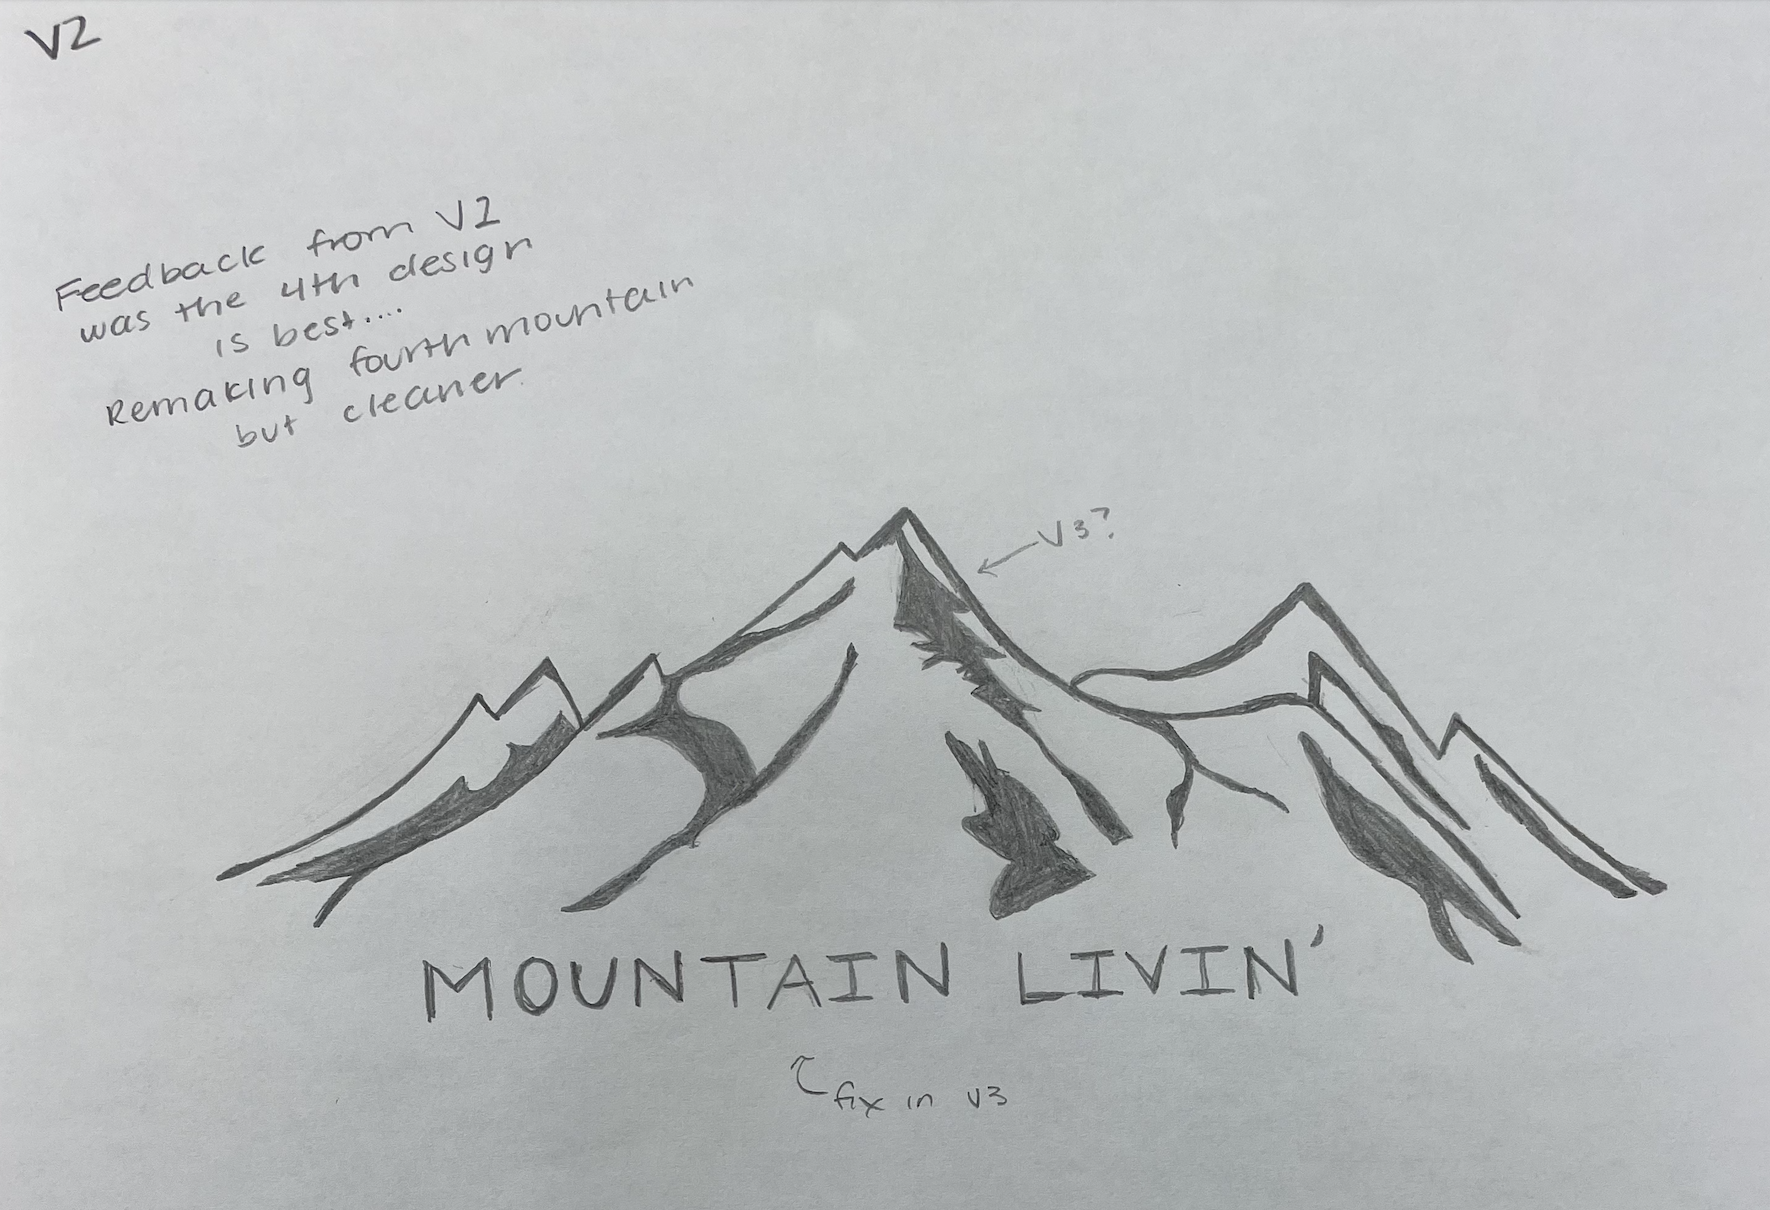 V2
Feedback from V1
was the 4th design
is best....
Remaking fourth mountain
but cleaner.
V3?
MOUNTAIN LIVIN'
fix in V3